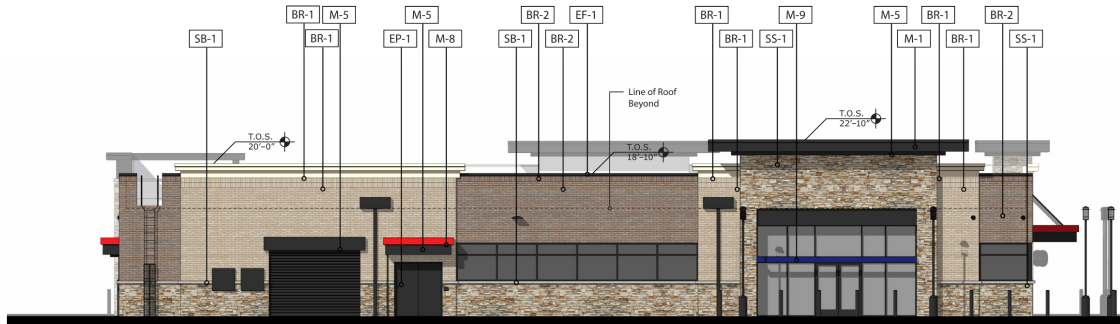 BR-1
M-5
M-5
BR-2
EF-1
BR-1
M-9
M-5
BR-1
BR-2
SB-1
BR-1
EP-1
M-8
SB-1
BR-2
BR-1
SS-1
M-1
BR-1
SS-1
Line of Roof
Beyond
T.O.S.
20'-0"
T.O.S.
18'-10"
T.O.S.
22'-10"